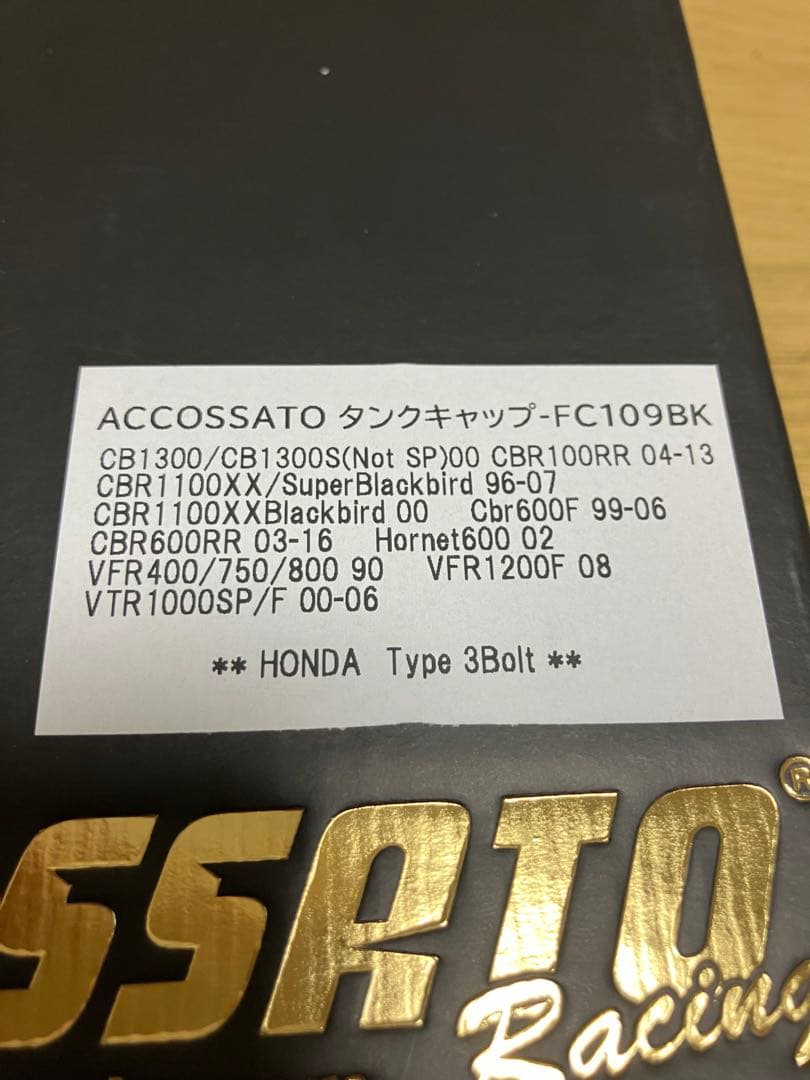 ACCOSSATO タンクキャップ-FC109BK
CB1300/CB1300S(Not SP)00 CBR100RR 04-13
CBR1100XX/SuperBlackbird 96-07
CBR1100XXBlackbird 00 Cbr600F 99-06
CBR600RR 03-16 Hornet600 02
VFR400/750/800 90 VFR1200F 08
VTR1000SP/F 00-06
** HONDA Type 3Bolt **
SSATO®
Racing